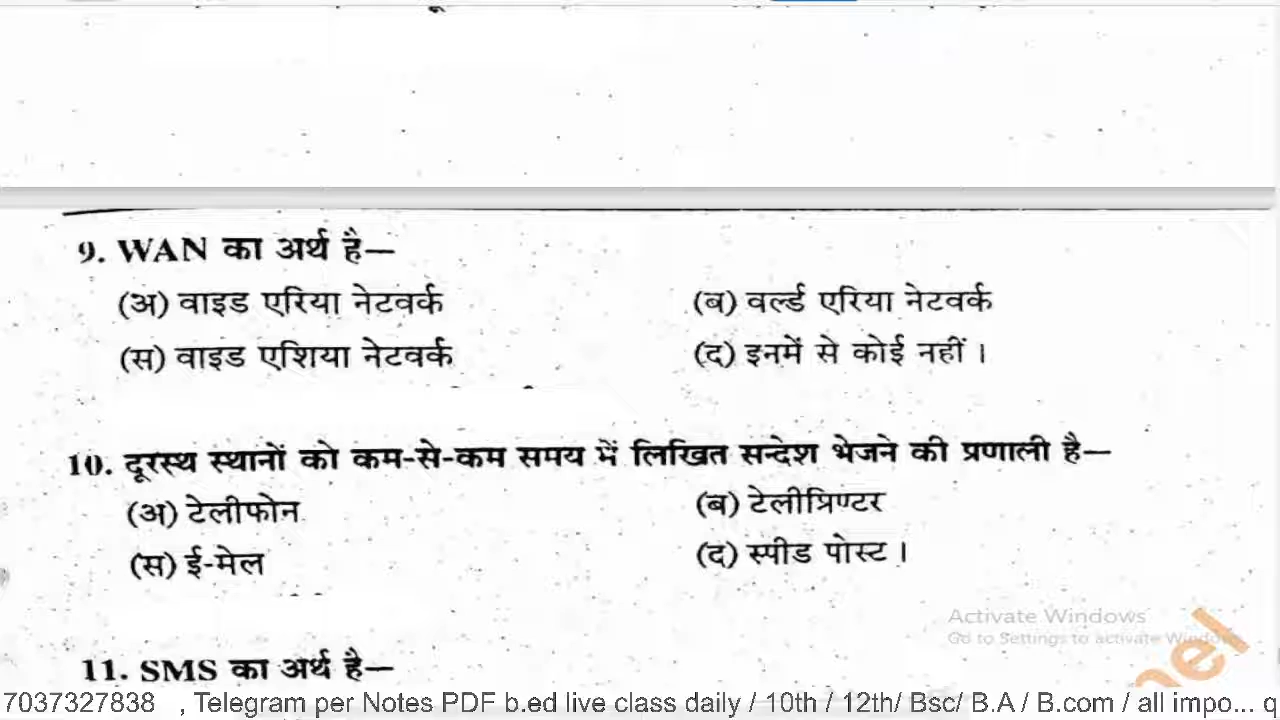 9. WAN का अर्थ है—
(अ) वाइड एरिया नेटवर्क (ब) वर्ल्ड एरिया नेटवर्क
(स) वाइड एशिया नेटवर्क (द) इनमें से कोई नहीं।
10. दूरस्थ स्थानों को कम-से-कम समय में लिखित सन्देश भेजने की प्रणाली है—
(अ) टेलीफोन (ब) टेलीप्रिण्टर
(स) ई-मेल (द) स्पीड पोस्ट।
Activate Windows
Go to Settings to activate Windows
11. SMS का अर्थ है—
7037327838 , Telegram per Notes PDF b.ed live class daily / 10th / 12th/ Bsc/ B.A / B.com / all impo... q